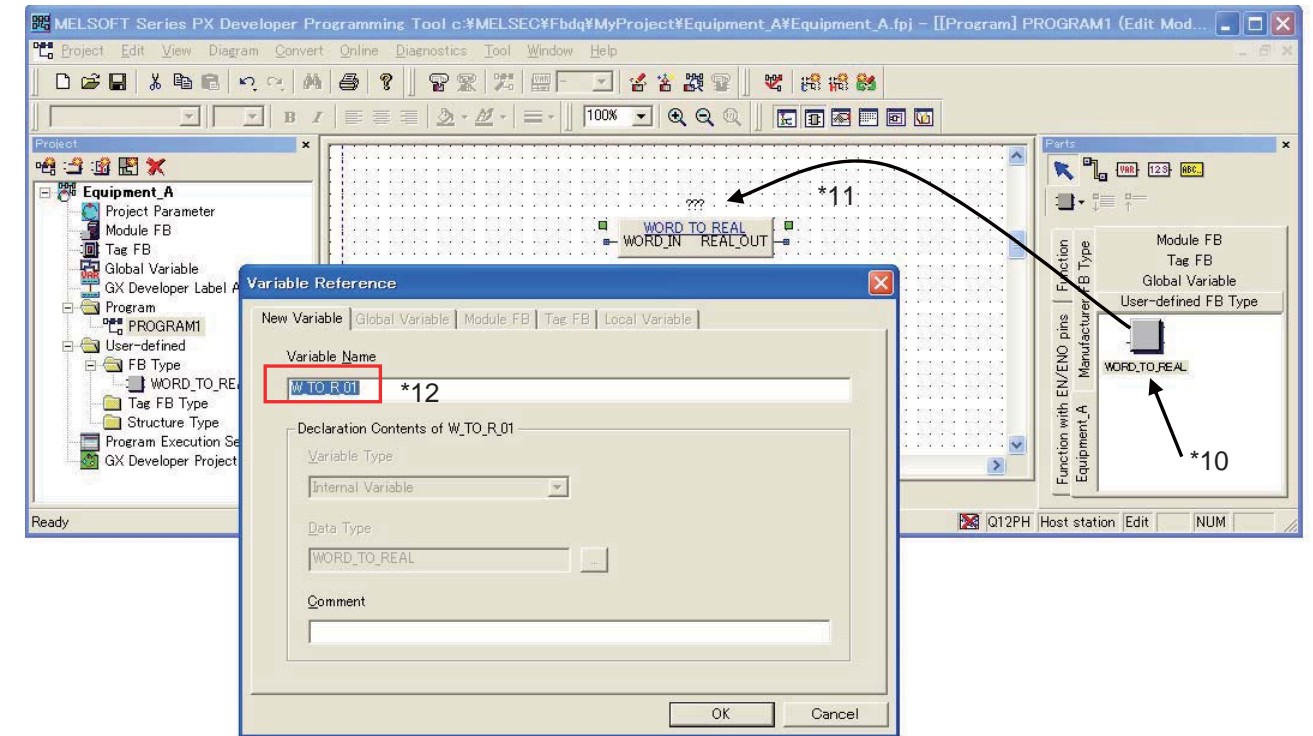 MELSOFT Series PX Developer Programming Tool c:¥MELSEC¥Fbdq¥MyProject¥Equipment_A¥Equipment_A.fpj - [[Program] PROGRAM1 (Edit Mod...
Project Edit View Diagram Convert Online Diagnostics Tool Window Help
100%
Project
Equipment_A
Project Parameter
Module FB
Tag FB
Global Variable
GX Developer Label A
Program
PROGRAM1
User-defined
FB Type
WORD_TO_RE
Tag FB Type
Structure Type
Program Execution Se
GX Developer Project
???
*11
WORD_TO_REAL
WORD_IN REAL_OUT
Variable Reference
New Variable Global Variable Module FB Tag FB Local Variable
Variable Name
W_TO_R_01
*12
Declaration Contents of W_TO_R_01
Variable Type
Internal Variable
Data Type
WORD_TO_REAL
...
Comment
OK Cancel
Parts
VAR 123 ABC..
Function
Manufacturer FB Type
Function with EN/ENO pins
Equipment_A
Module FB
Tag FB
Global Variable
User-defined FB Type
WORD_TO_REAL
*10
Ready
Q12PH Host station Edit NUM